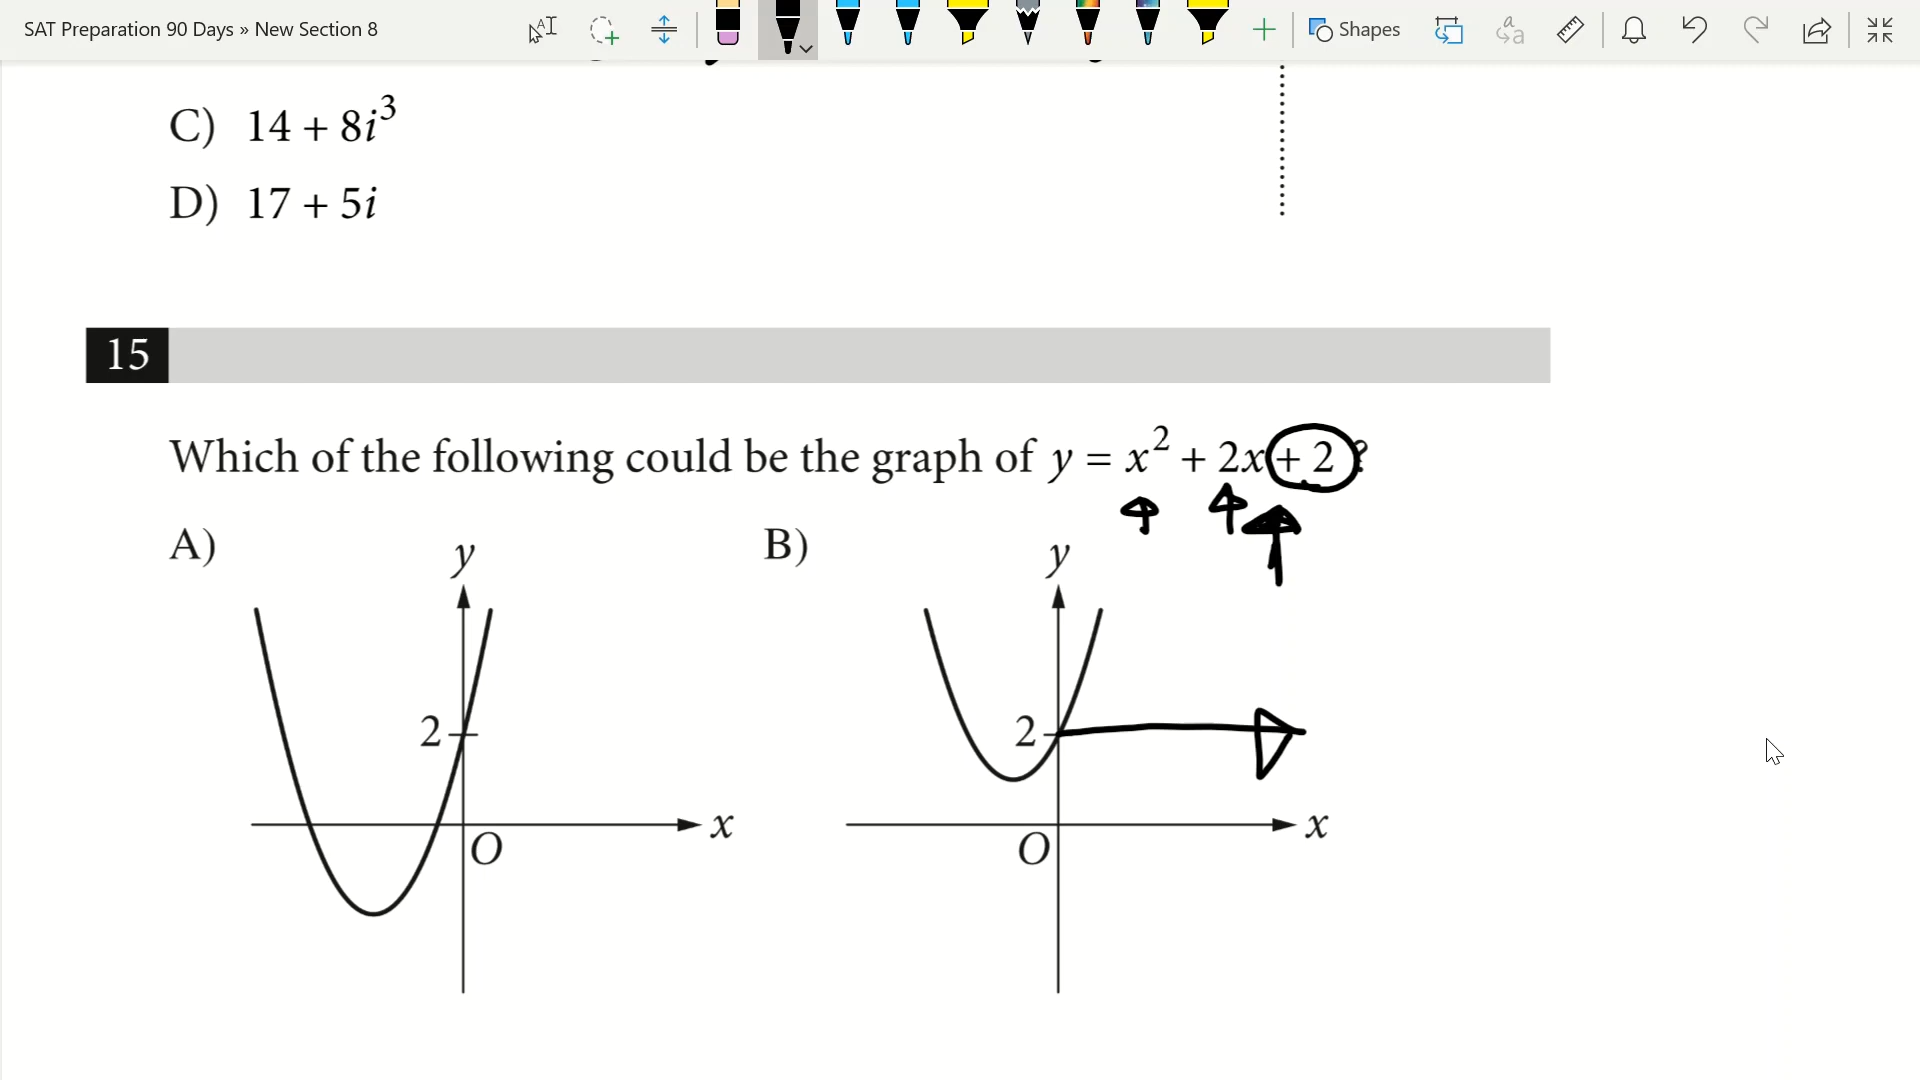 SAT Preparation 90 Days » New Section 8
Shapes
C) 14 + 8i³
D) 17 + 5i
15
Which of the following could be the graph of y = x² + 2x + 2 ?
A)
B)
y
y
2
2
x
x
O
O